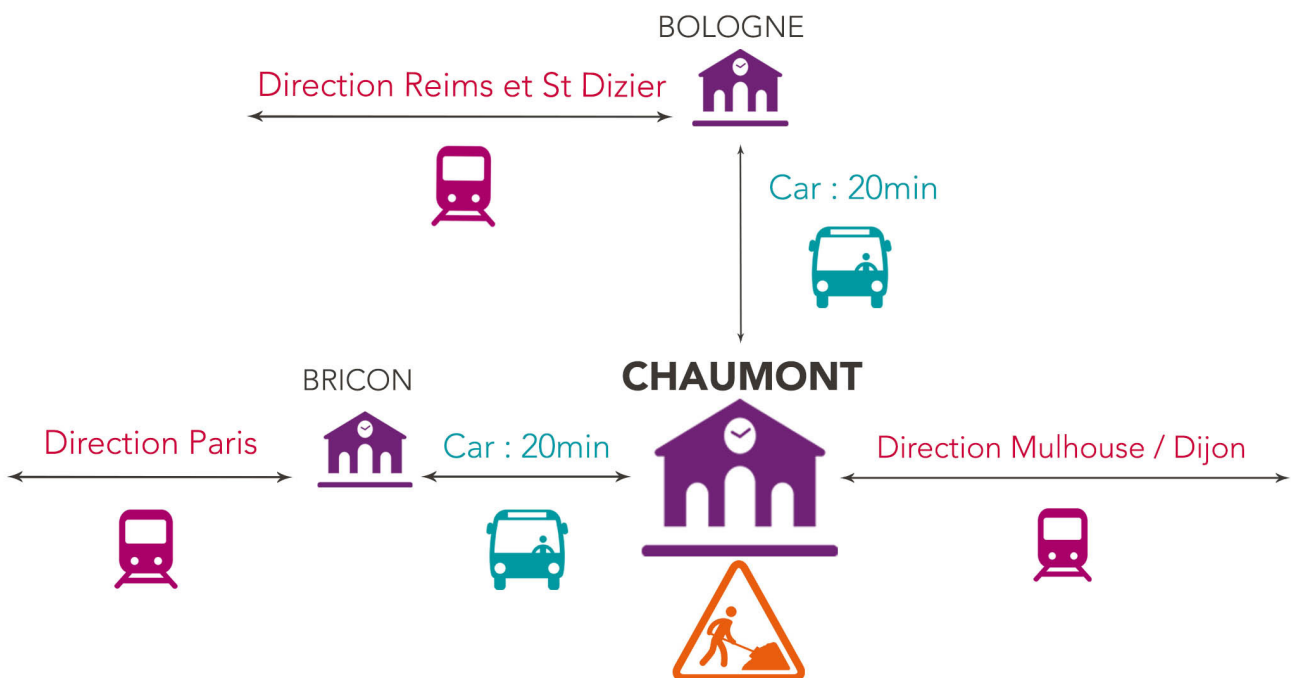 BOLOGNE
Direction Reims et St Dizier
Car : 20min
CHAUMONT
BRICON
Direction Paris
Car : 20min
Direction Mulhouse / Dijon